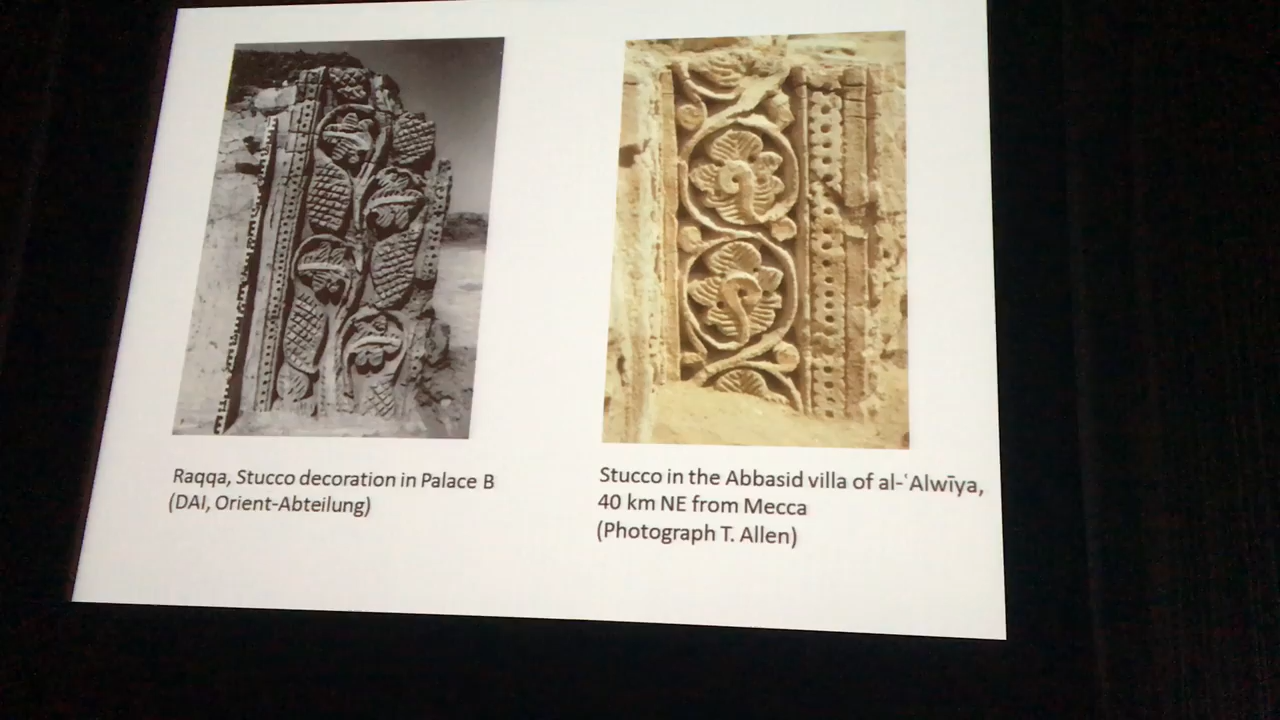 Raqqa, Stucco decoration in Palace B
(DAI, Orient-Abteilung)
Stucco in the Abbasid villa of al-ʿAlwīya,
40 km NE from Mecca
(Photograph T. Allen)